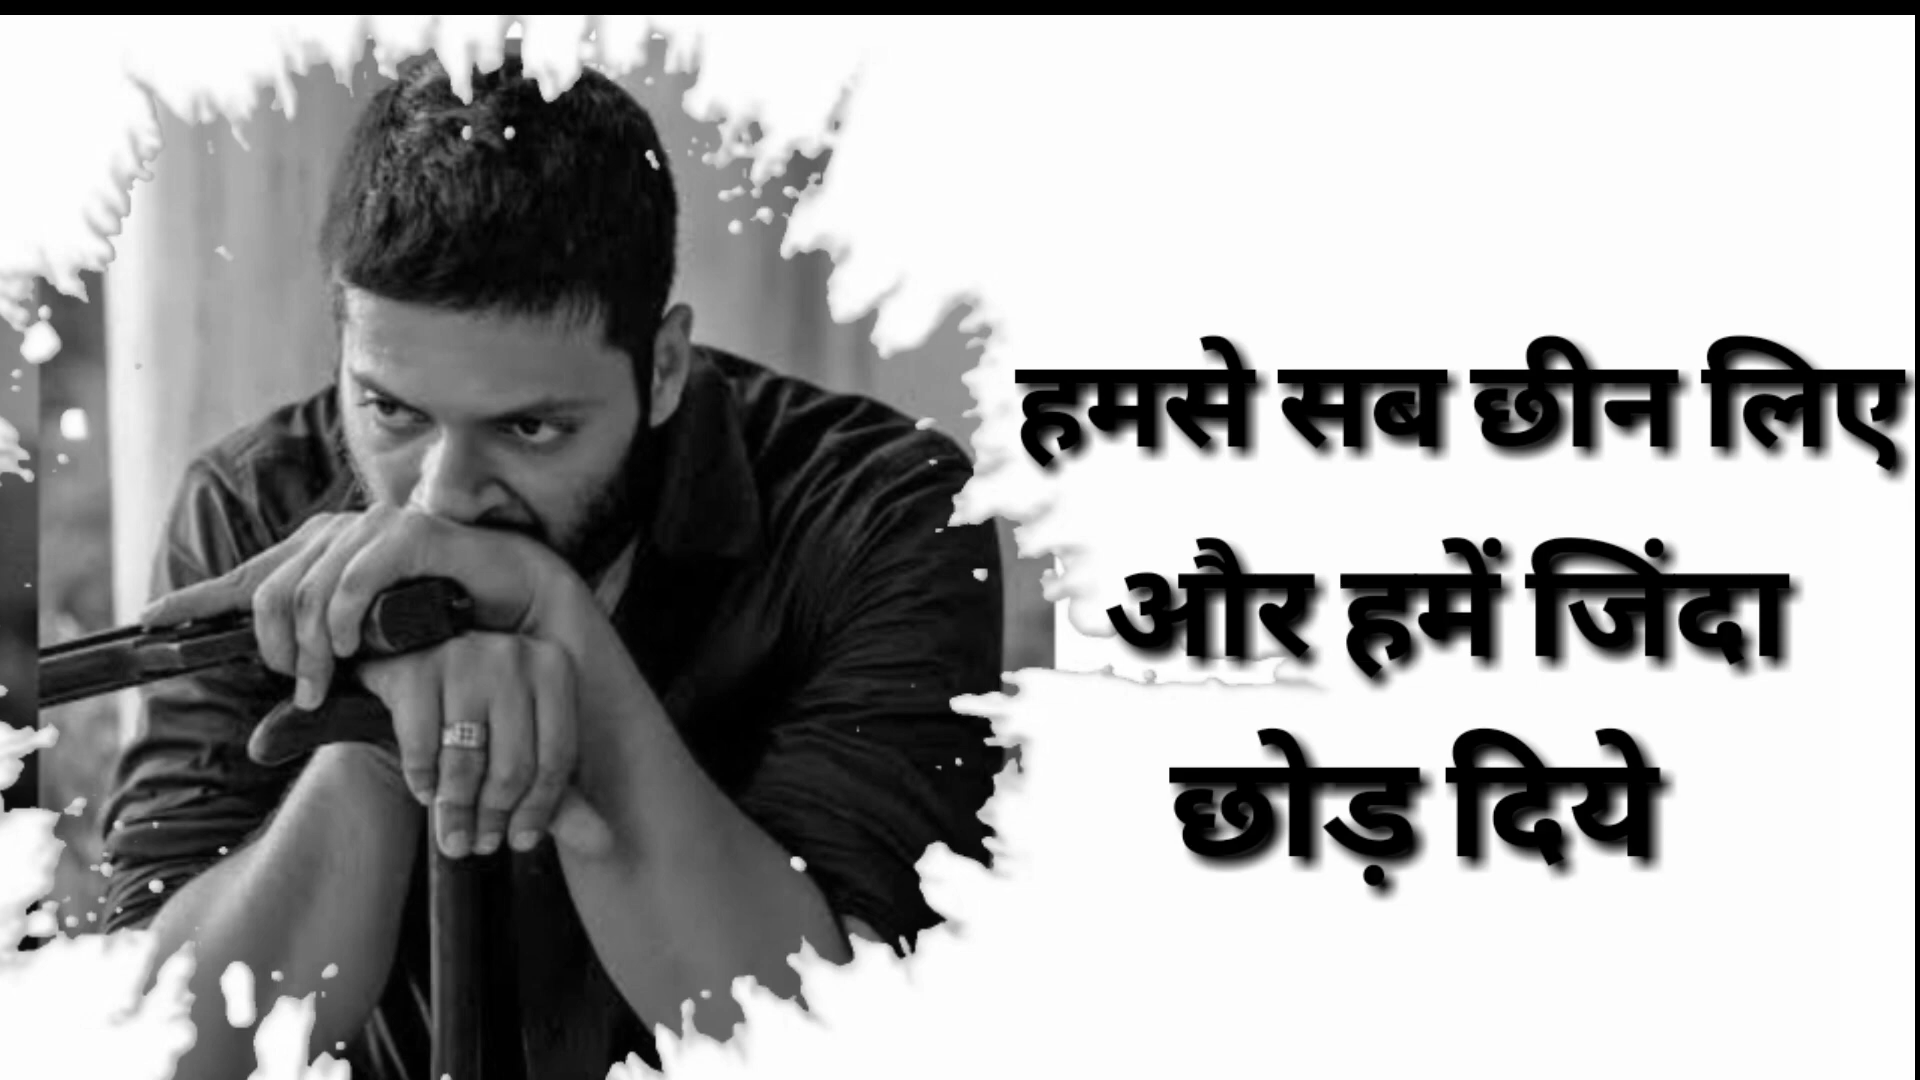 हमसे सब छीन लिए
और हमें जिंदा
छोड़ दिये